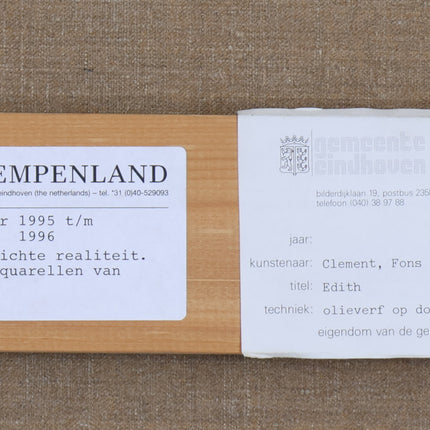 EMPENLAND
eindhoven (the netherlands) – tel. *31 (0)40-529093
r 1995 t/m
1996
ichte realiteit.
quarellen van
gemeente
eindhoven
bilderdijklaan 19, postbus 2358
telefoon (040) 38 97 88
jaar:
kunstenaar: Clement, Fons
titel: Edith
techniek: olieverf op do
eigendom van de ge